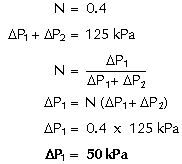 N = 0.4
ΔP₁ + ΔP₂ = 125 kPa
N = ΔP₁ / ΔP₁ + ΔP₂
ΔP₁ = N (ΔP₁ + ΔP₂)
ΔP₁ = 0.4 x 125 kPa
ΔP₁ = 50 kPa